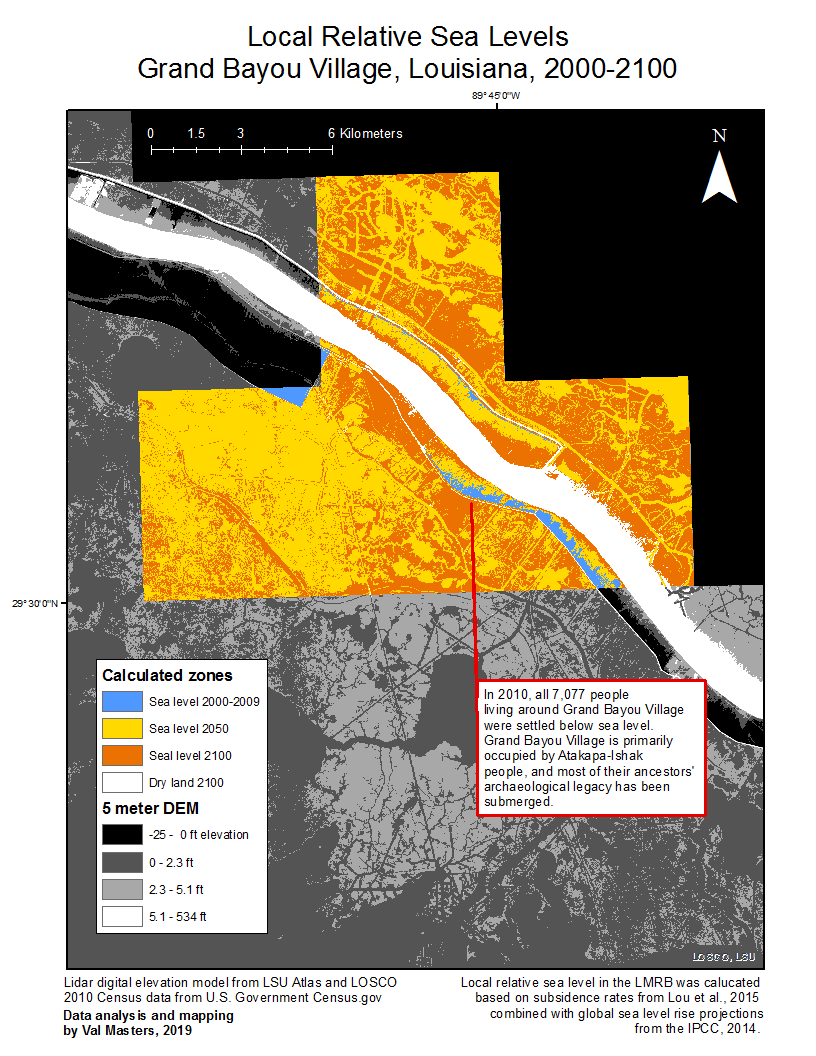 Local Relative Sea Levels
Grand Bayou Village, Louisiana, 2000-2100
89°45'0"W
0 1.5 3 6 Kilometers
N
29°30'0"N
Calculated zones
Sea level 2000-2009
Sea level 2050
Seal level 2100
Dry land 2100
5 meter DEM
-25 - 0 ft elevation
0 - 2.3 ft
2.3 - 5.1 ft
5.1 - 534 ft
In 2010, all 7,077 people
living around Grand Bayou Village
were settled below sea level.
Grand Bayou Village is primarily
occupied by Atakapa-Ishak
people, and most of their ancestors'
archaeological legacy has been
submerged.
LOSCO, LSU
Lidar digital elevation model from LSU Atlas and LOSCO
2010 Census data from U.S. Government Census.gov
Data analysis and mapping
by Val Masters, 2019
Local relative sea level in the LMRB was calucated
based on subsidence rates from Lou et al., 2015
combined with global sea level rise projections
from the IPCC, 2014.